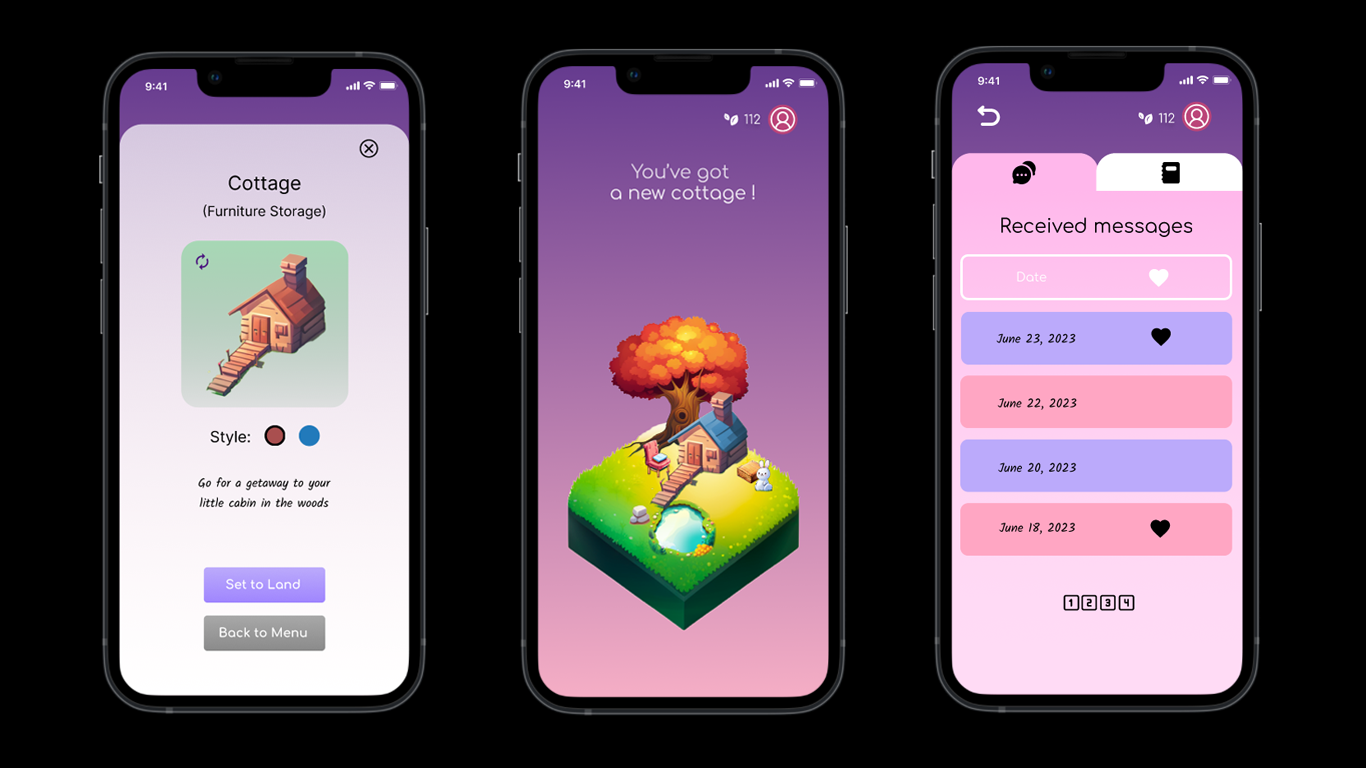 9:41
Cottage
(Furniture Storage)
Style:
Go for a getaway to your
little cabin in the woods
Set to Land
Back to Menu
9:41
112
You've got
a new cottage !
9:41
112
Received messages
Date
June 23, 2023
June 22, 2023
June 20, 2023
June 18, 2023
1 2 3 4